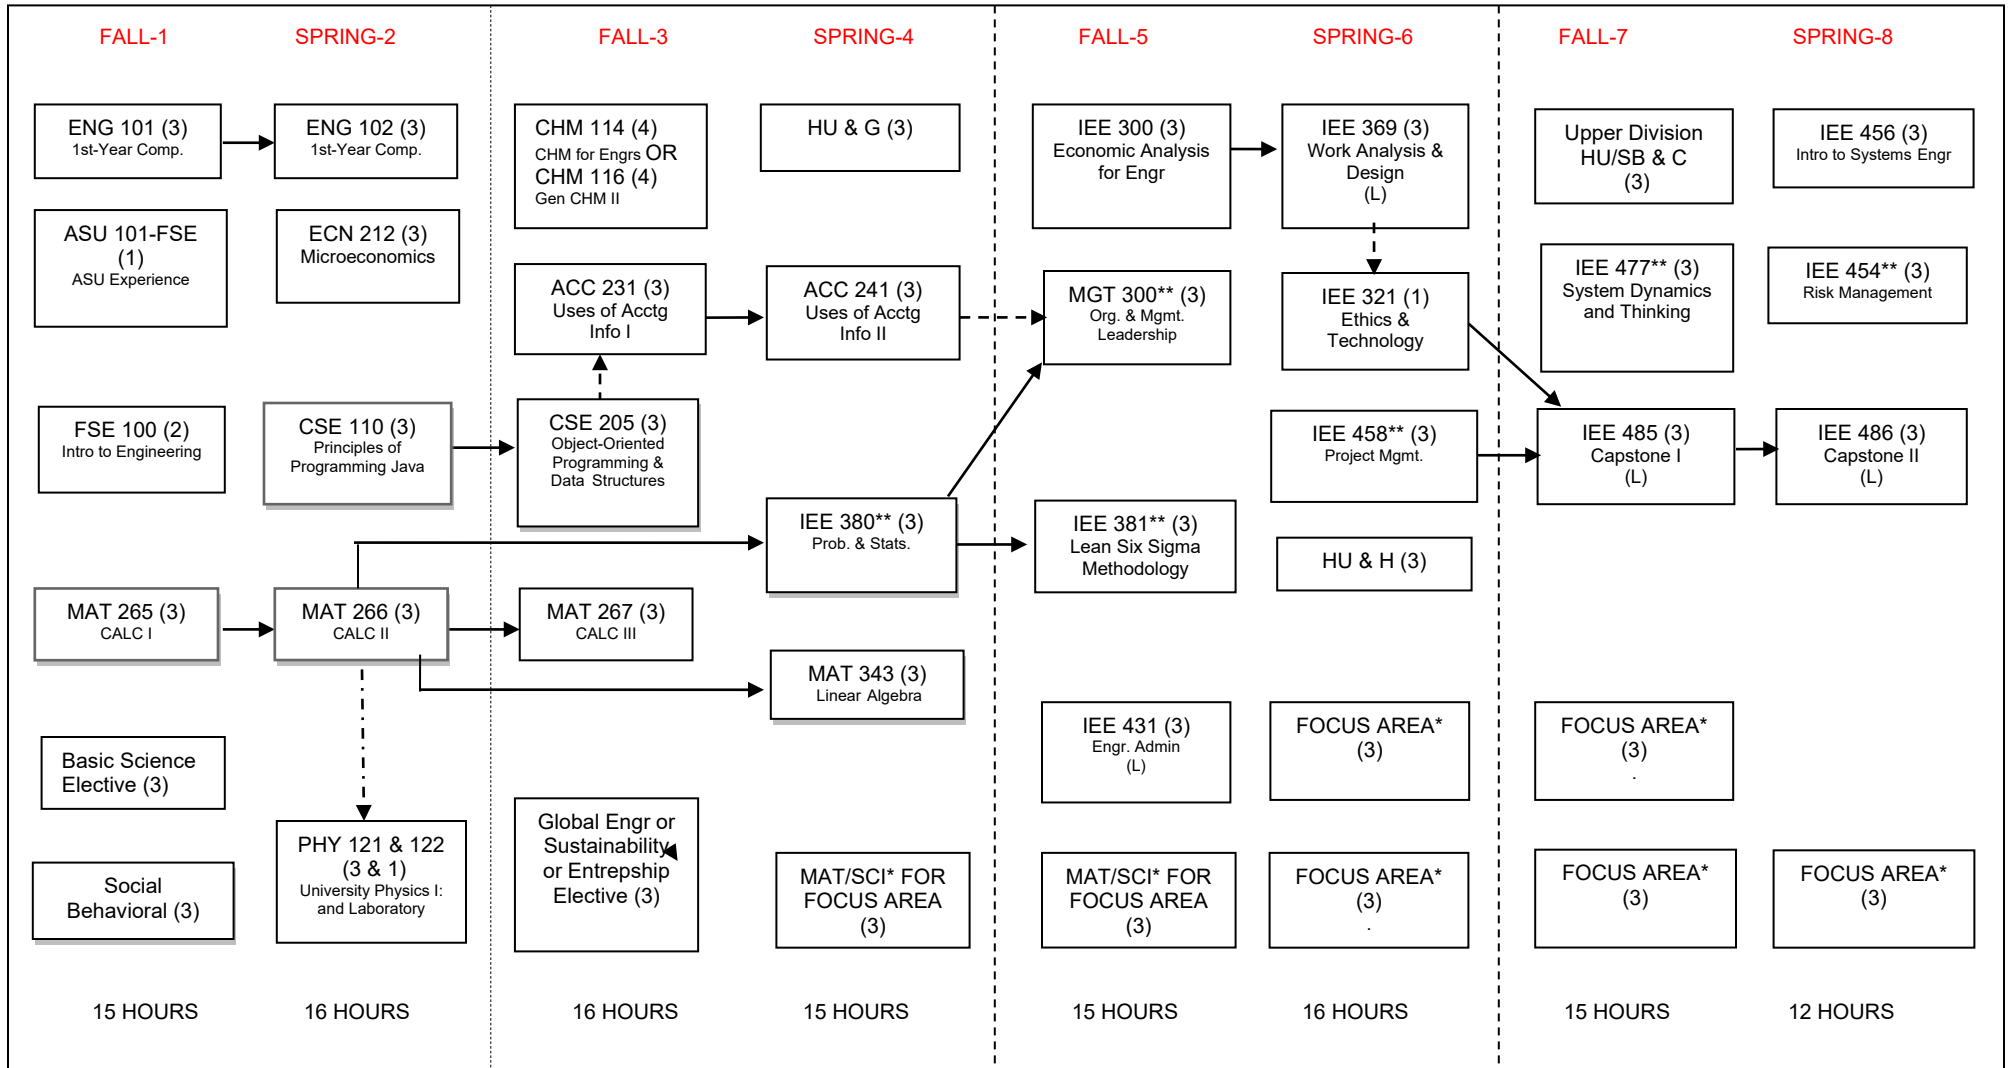 FALL-1
SPRING-2
FALL-3
SPRING-4
FALL-5
SPRING-6
FALL-7
SPRING-8
ENG 101 (3)
1st-Year Comp.
ASU 101-FSE
(1)
ASU Experience
FSE 100 (2)
Intro to Engineering
MAT 265 (3)
CALC I
Basic Science
Elective (3)
Social
Behavioral (3)
15 HOURS
ENG 102 (3)
1st-Year Comp.
ECN 212 (3)
Microeconomics
CSE 110 (3)
Principles of
Programming Java
MAT 266 (3)
CALC II
PHY 121 & 122
(3 & 1)
University Physics I:
and Laboratory
16 HOURS
CHM 114 (4)
CHM for Engrs OR
CHM 116 (4)
Gen CHM II
ACC 231 (3)
Uses of Acctg
Info I
CSE 205 (3)
Object-Oriented
Programming &
Data Structures
MAT 267 (3)
CALC III
Global Engr or
Sustainability
or Entrepship
Elective (3)
16 HOURS
HU & G (3)
ACC 241 (3)
Uses of Acctg
Info II
IEE 380** (3)
Prob. & Stats.
MAT 343 (3)
Linear Algebra
MAT/SCI* FOR
FOCUS AREA
(3)
15 HOURS
IEE 300 (3)
Economic Analysis
for Engr
MGT 300** (3)
Org. & Mgmt.
Leadership
IEE 381** (3)
Lean Six Sigma
Methodology
IEE 431 (3)
Engr. Admin
(L)
MAT/SCI* FOR
FOCUS AREA
(3)
15 HOURS
IEE 369 (3)
Work Analysis &
Design
(L)
IEE 321 (1)
Ethics &
Technology
IEE 458** (3)
Project Mgmt.
HU & H (3)
FOCUS AREA*
(3)
FOCUS AREA*
(3)
.
16 HOURS
Upper Division
HU/SB & C
(3)
IEE 477** (3)
System Dynamics
and Thinking
IEE 485 (3)
Capstone I
(L)
FOCUS AREA*
(3)
.
FOCUS AREA*
(3)
15 HOURS
IEE 456 (3)
Intro to Systems Engr
IEE 454** (3)
Risk Management
IEE 486 (3)
Capstone II
(L)
FOCUS AREA*
(3)
12 HOURS